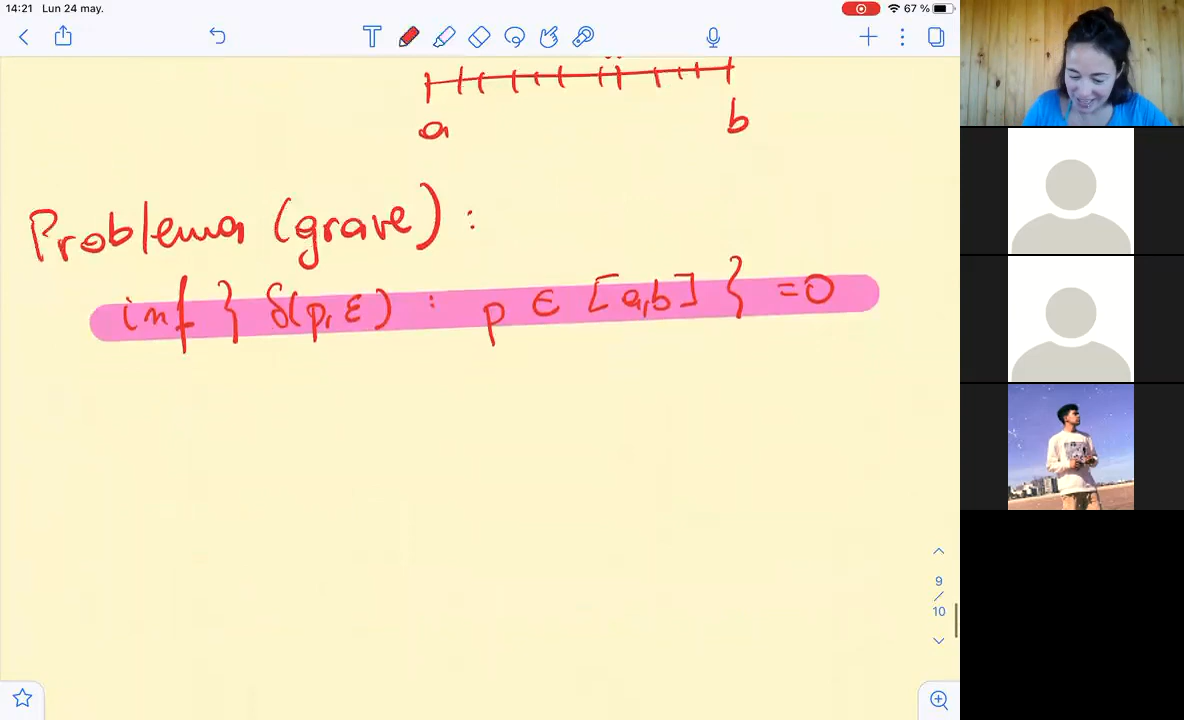 14:21 Lun 24 may. 67 %
a b
Problema (grave) :
inf } δ(p, ε) : p ∈ [a,b] } = 0
9
/
10